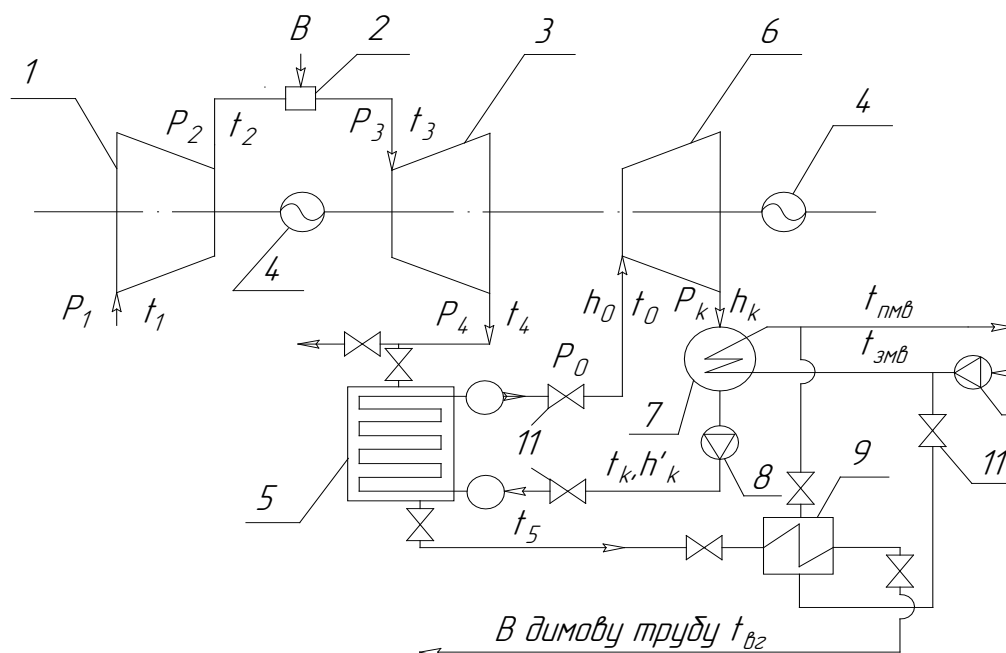 B 2 3 6
1 4
P₂ t₂ P₃ t₃
4
P₁ t₁ P₄ t₄ h₀ t₀ Pₖ hₖ tпмв
P₀ tзмв
11 7 11
5 tₖ,h'ₖ 8 9
t₅
В димову трубу tвг